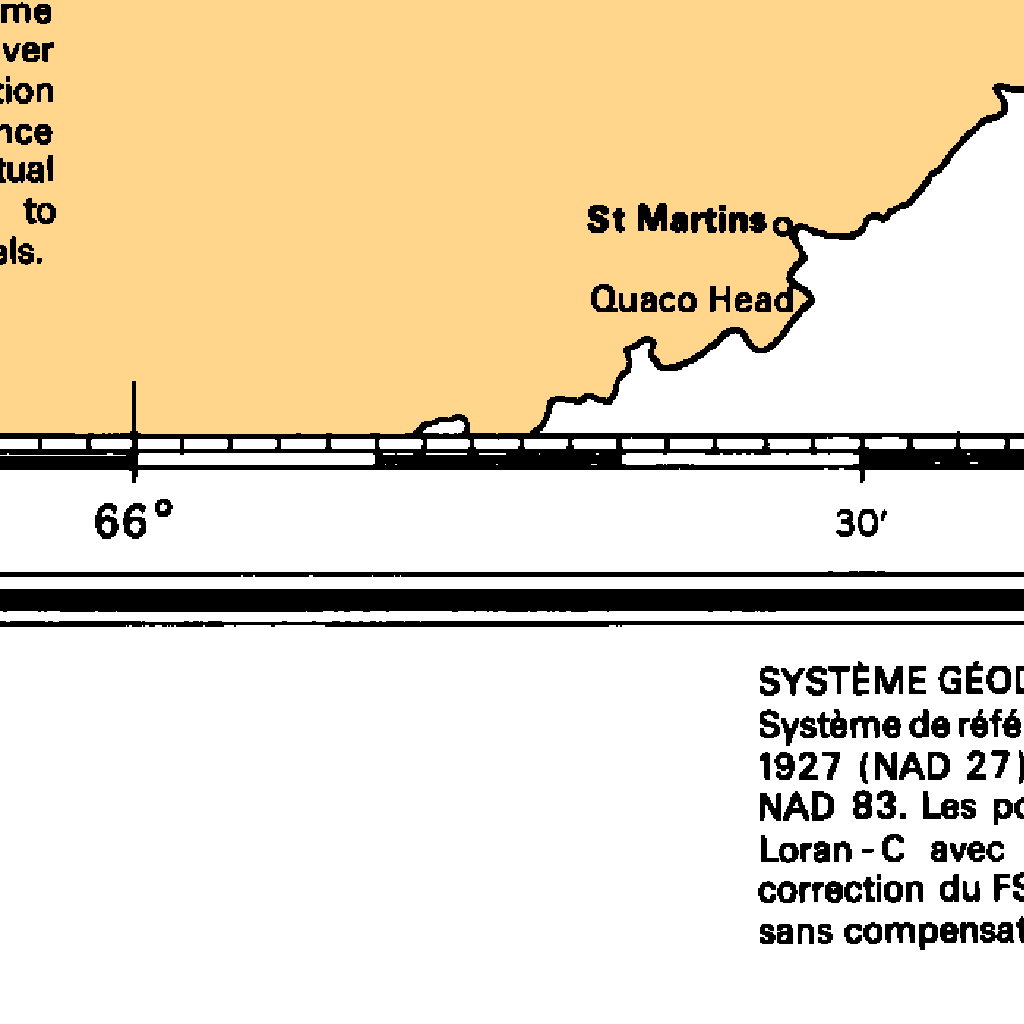 me
ver
tion
nce
tual
to
els.
St Martins
Quaco Head
66°
30′
SYSTÈME GÉOD
Système de réfé
1927 (NAD 27)
NAD 83. Les po
Loran-C avec
correction du FS
sans compensat